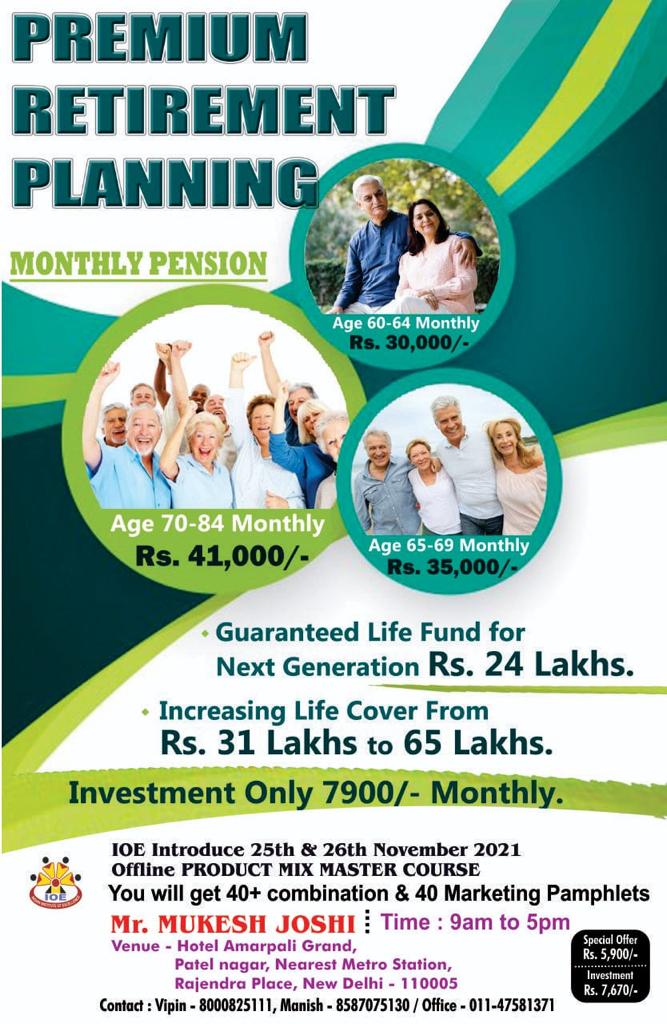 PREMIUM
RETIREMENT
PLANNING
MONTHLY PENSION
Age 60-64 Monthly
Rs. 30,000/-
Age 70-84 Monthly
Rs. 41,000/-
Age 65-69 Monthly
Rs. 35,000/-
• Guaranteed Life Fund for
Next Generation Rs. 24 Lakhs.
• Increasing Life Cover From
Rs. 31 Lakhs to 65 Lakhs.
Investment Only 7900/- Monthly.
IOE Introduce 25th & 26th November 2021
Offline PRODUCT MIX MASTER COURSE
You will get 40+ combination & 40 Marketing Pamphlets
IOE
Mr. MUKESH JOSHI Time : 9am to 5pm
Venue - Hotel Amarpali Grand,
Patel nagar, Nearest Metro Station,
Rajendra Place, New Delhi - 110005
Special Offer
Rs. 5,900/-
Investment
Rs. 7,670/-
Contact : Vipin - 8000825111, Manish - 8587075130 / Office - 011-47581371